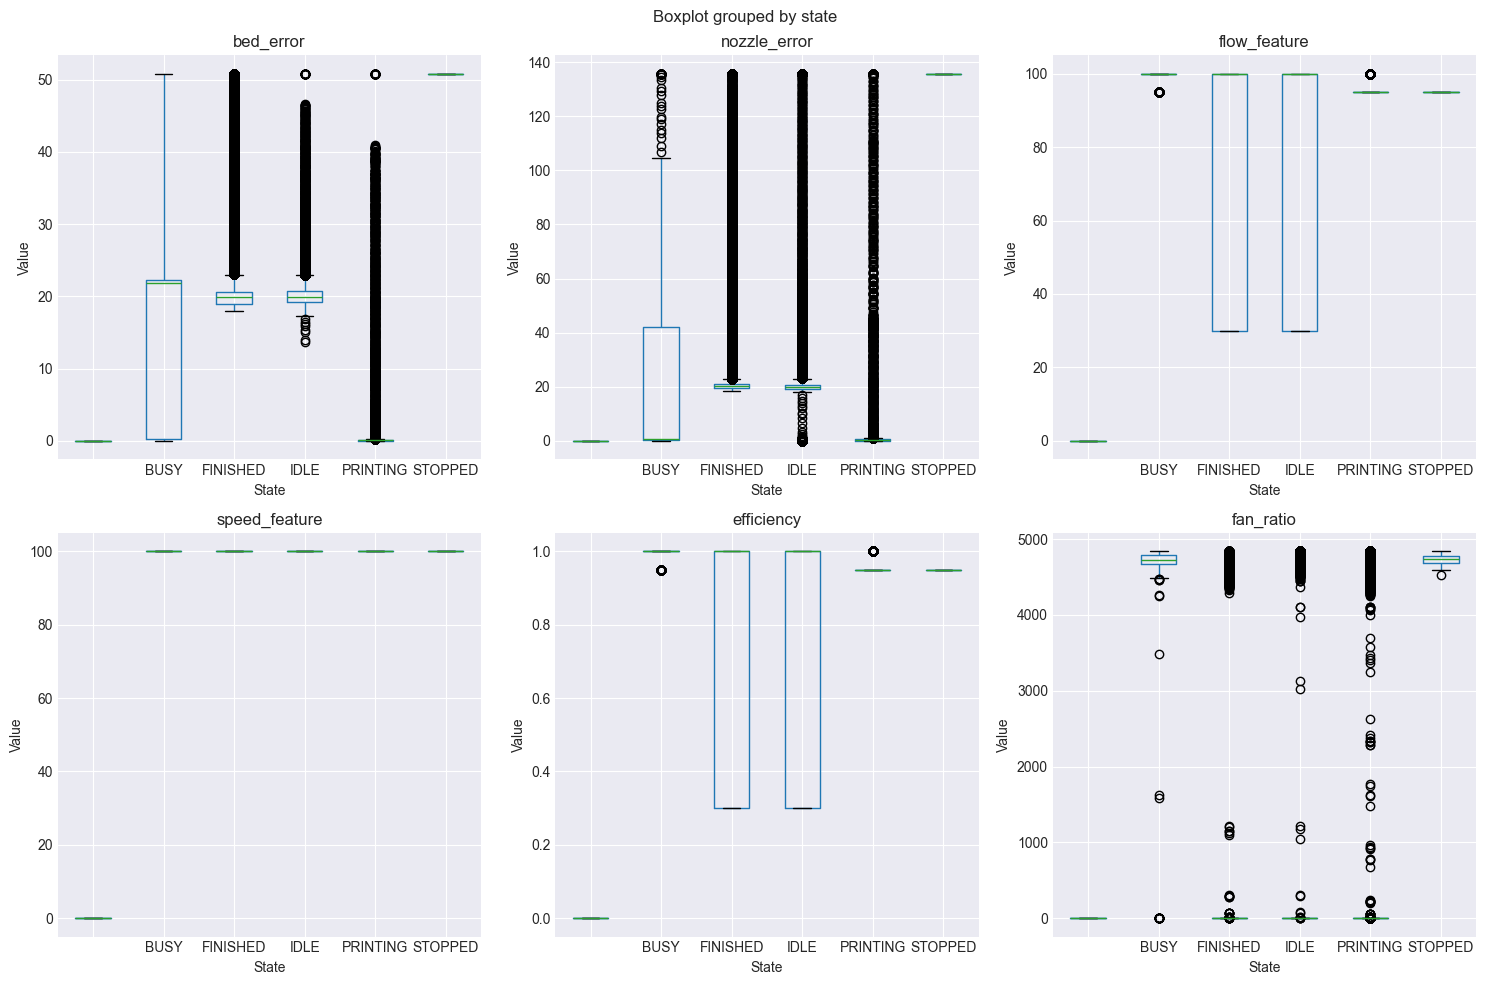 Boxplot grouped by state
bed_error
50
40
30
20
10
0
Value
BUSY FINISHED IDLE PRINTING STOPPED
State
nozzle_error
140
120
100
80
60
40
20
0
Value
BUSY FINISHED IDLE PRINTING STOPPED
State
flow_feature
100
80
60
40
20
0
Value
BUSY FINISHED IDLE PRINTING STOPPED
State
speed_feature
100
80
60
40
20
0
Value
BUSY FINISHED IDLE PRINTING STOPPED
State
efficiency
1.0
0.8
0.6
0.4
0.2
0.0
Value
BUSY FINISHED IDLE PRINTING STOPPED
State
fan_ratio
5000
4000
3000
2000
1000
0
Value
BUSY FINISHED IDLE PRINTING STOPPED
State